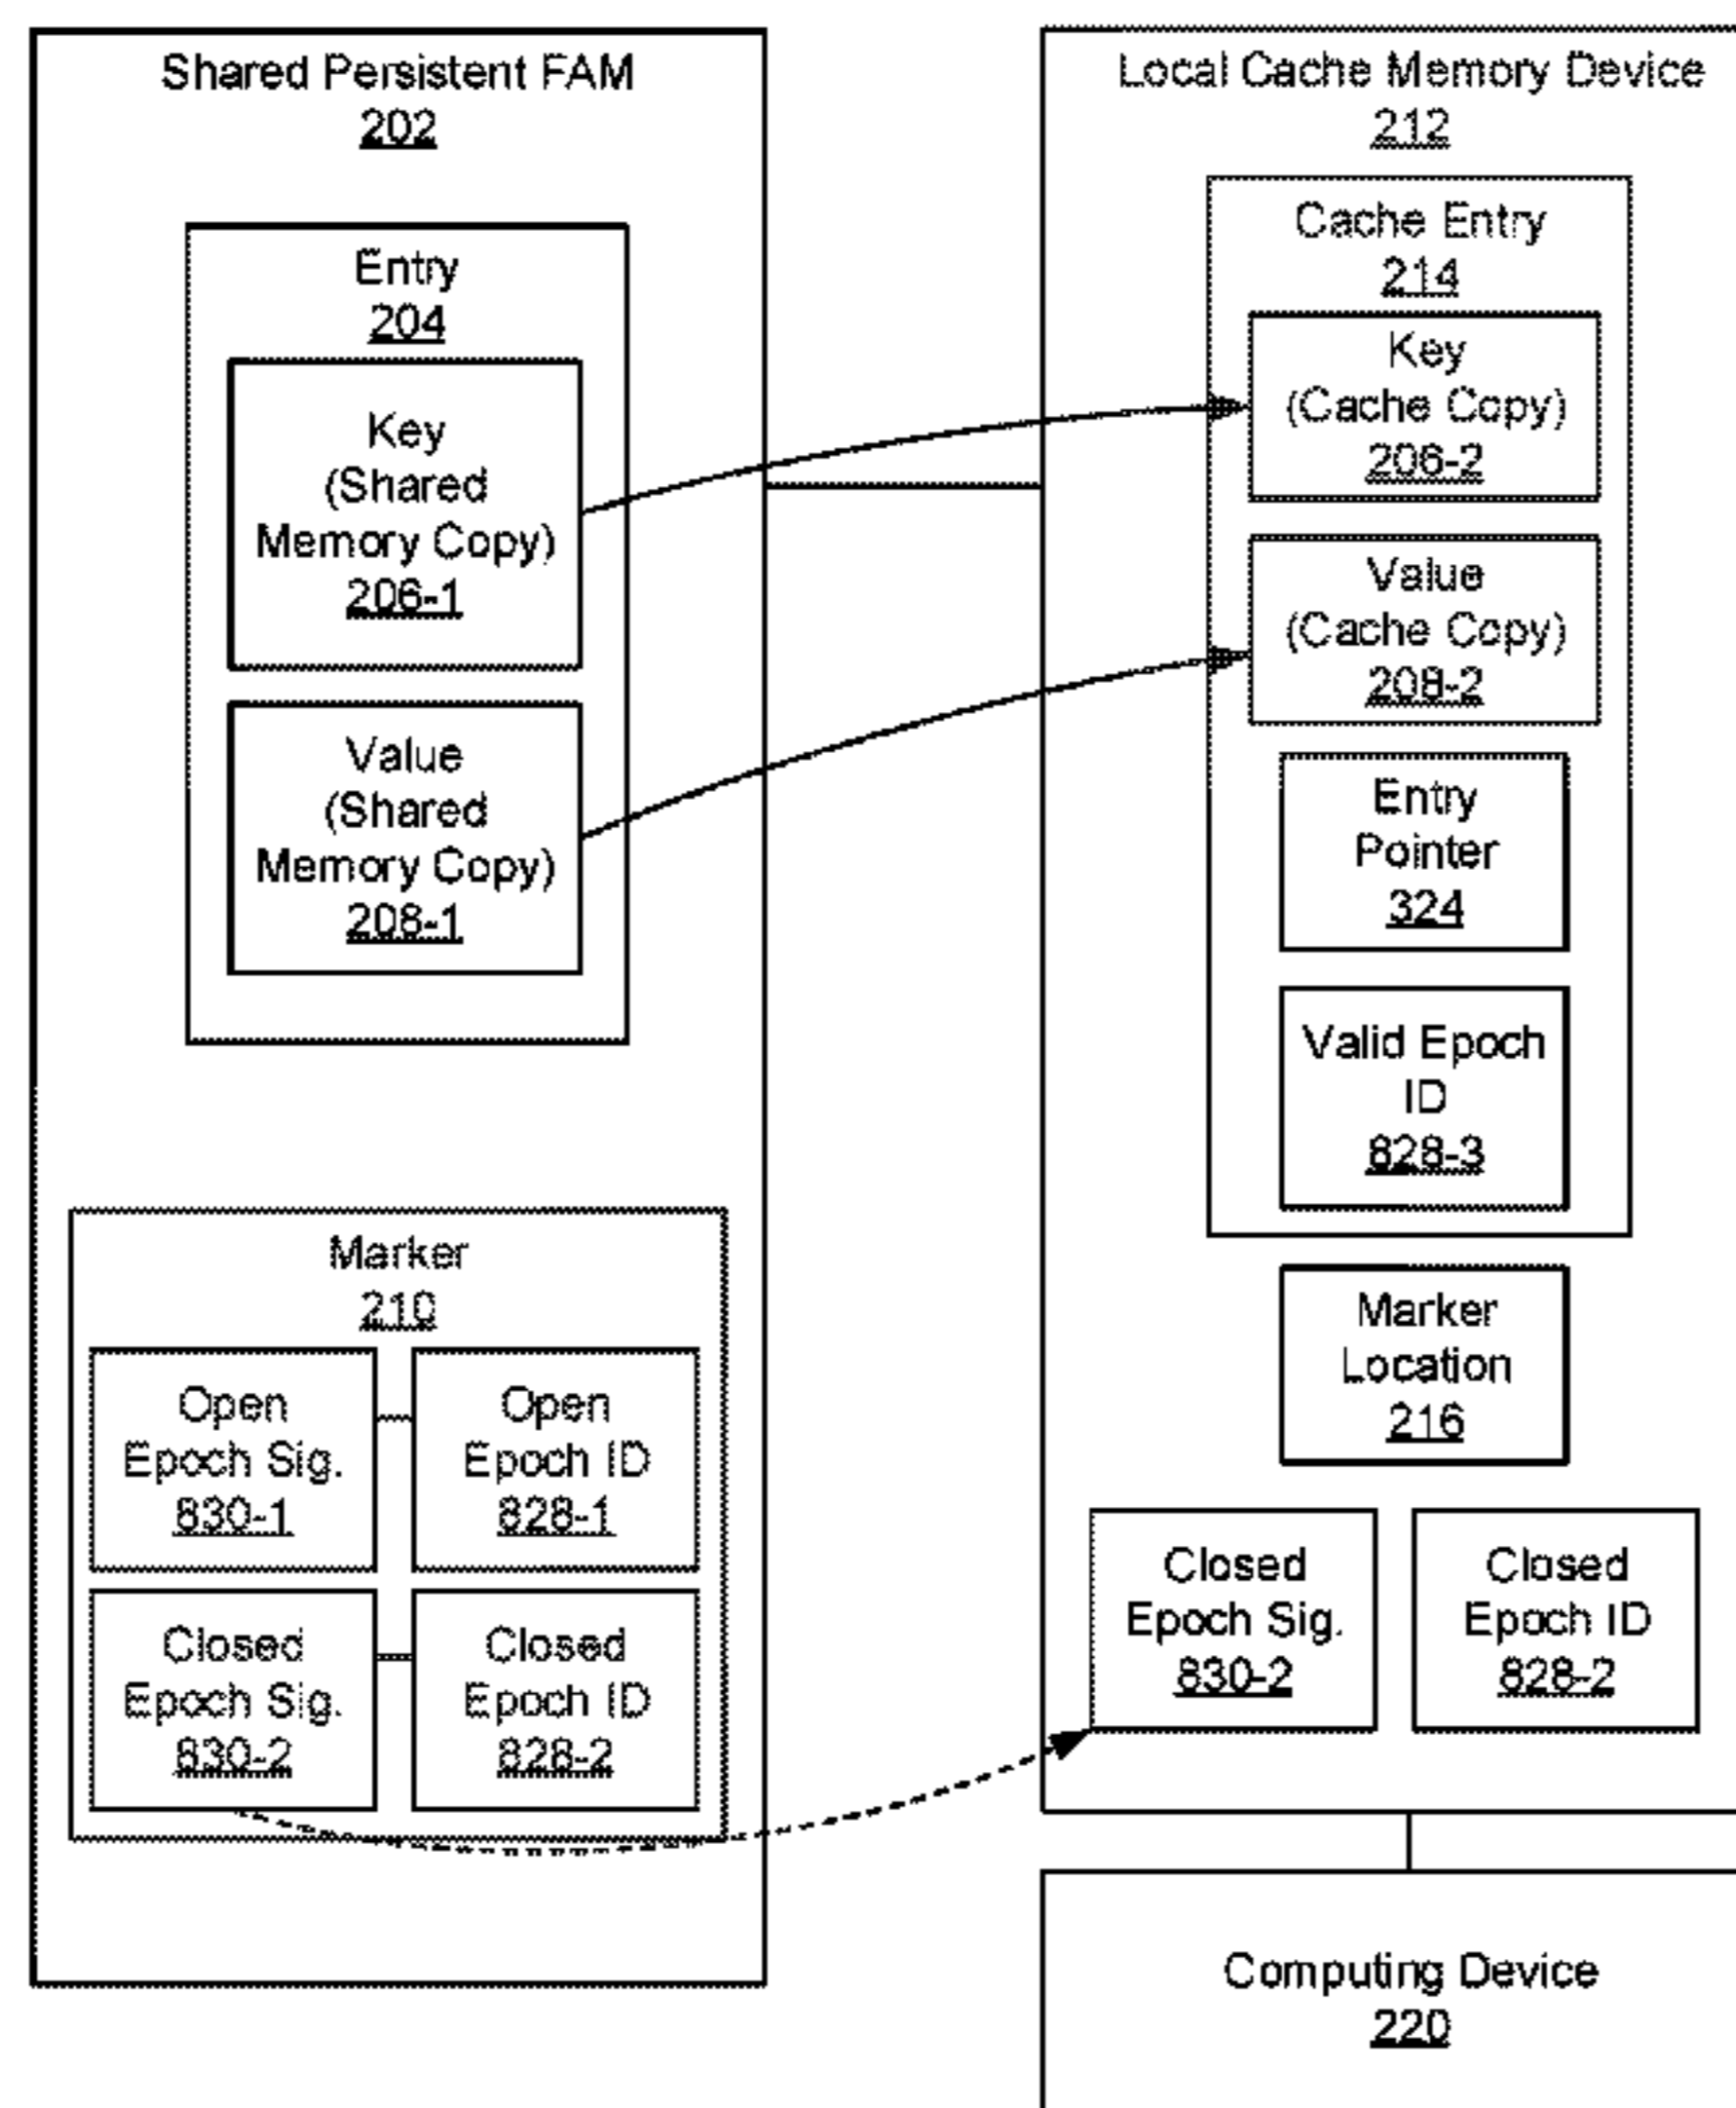 Shared Persistent FAM
202
Entry
204
Key
(Shared
Memory Copy)
206-1
Value
(Shared
Memory Copy)
208-1
Marker
210
Open
Epoch Sig.
830-1
Open
Epoch ID
828-1
Closed
Epoch Sig.
830-2
Closed
Epoch ID
828-2
Local Cache Memory Device
212
Cache Entry
214
Key
(Cache Copy)
206-2
Value
(Cache Copy)
208-2
Entry
Pointer
324
Valid Epoch
ID
828-3
Marker
Location
216
Closed
Epoch Sig.
830-2
Closed
Epoch ID
828-2
Computing Device
220